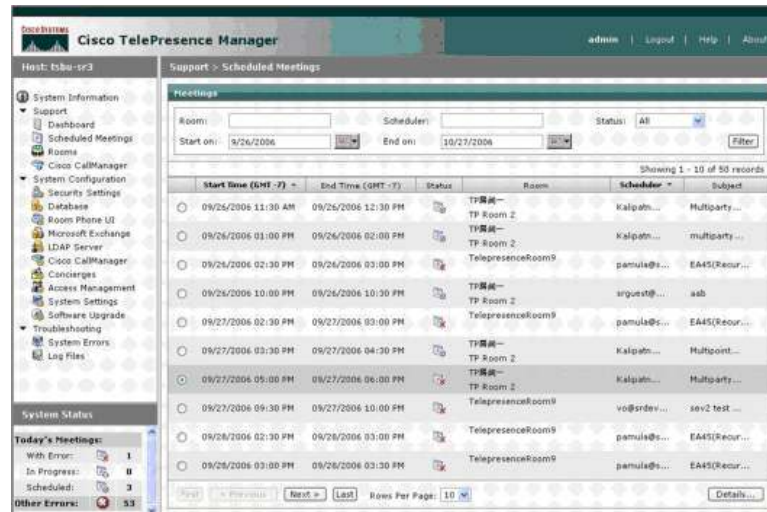 Cisco Systems
Cisco TelePresence Manager
admin | Logout | Help | About
Host: tsbu-sr3
Support > Scheduled Meetings
System Information
Support
Dashboard
Scheduled Meetings
Rooms
Cisco CallManager
System Configuration
Security Settings
Database
Room Phone UI
Microsoft Exchange
LDAP Server
Cisco CallManager
Concierges
Access Management
System Settings
Software Upgrade
Troubleshooting
System Errors
Log Files
System Status
Today's Meetings:
With Error: 1
In Progress: 0
Scheduled: 3
Other Errors: 53
Meetings
Room: Scheduler: Status: All
Start on: 9/26/2006 End on: 10/27/2006 Filter
Showing 1 - 10 of 50 records
Start Time (GMT -7) End Time (GMT -7) Status Room Scheduler Subject
09/26/2006 11:30 AM 09/26/2006 12:30 PM TP TP Room 2 Kalipatn... Multiparty...
09/26/2006 01:00 PM 09/26/2006 02:00 PM TP TP Room 2 Kalipatn... multiparty...
09/26/2006 02:30 PM 09/26/2006 03:00 PM TelepresenceRoom9 pamula@s... EA45(Recur...
09/26/2006 10:00 PM 09/26/2006 10:30 PM TP TP Room 2 srguest@... aab
09/27/2006 02:30 PM 09/27/2006 03:00 PM TelepresenceRoom9 pamula@s... EA45(Recur...
09/27/2006 03:30 PM 09/27/2006 04:30 PM TP TP Room 2 Kalipatn... Multipoint...
09/27/2006 05:00 PM 09/27/2006 06:00 PM TP TP Room 2 Kalipatn... Multiparty...
09/27/2006 09:30 PM 09/27/2006 10:00 PM TelepresenceRoom9 vo@srdev... sev2 test ...
09/28/2006 02:30 PM 09/28/2006 03:00 PM TelepresenceRoom9 pamula@s... EA45(Recur...
09/28/2006 03:00 PM 09/28/2006 03:30 PM TelepresenceRoom9 pamula@s... EA45(Recur...
First « Previous Next » Last Rows Per Page: 10 Details...